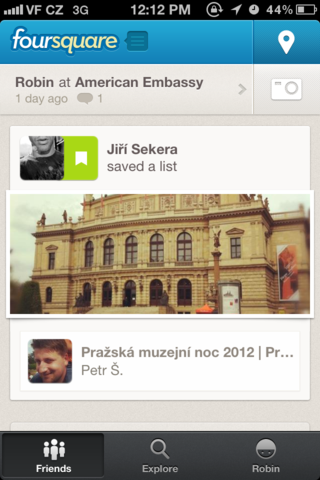 VF CZ 3G 12:12 PM
foursquare
Robin at American Embassy
1 day ago 1
Jiří Sekera
saved a list
Pražská muzejní noc 2012 | Pr...
Petr Š.
Friends Explore Robin